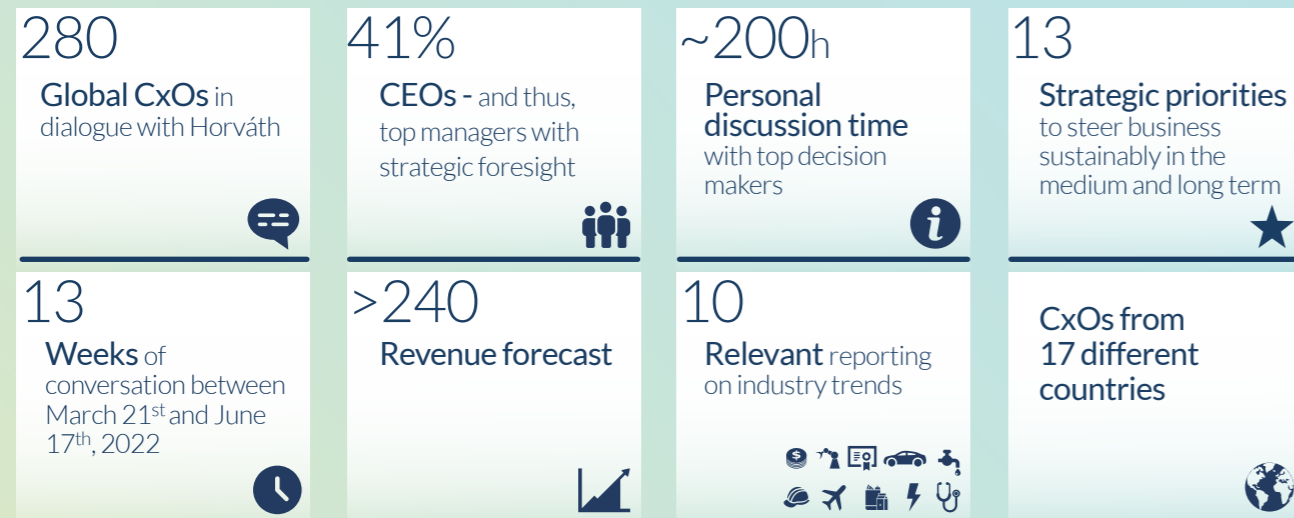 280
Global CxOs in
dialogue with Horváth
41%
CEOs - and thus,
top managers with
strategic foresight
~200h
Personal
discussion time
with top decision
makers
13
Strategic priorities
to steer business
sustainably in the
medium and long term
13
Weeks of
conversation between
March 21st and June
17th, 2022
>240
Revenue forecast
10
Relevant reporting
on industry trends
CxOs from
17 different
countries